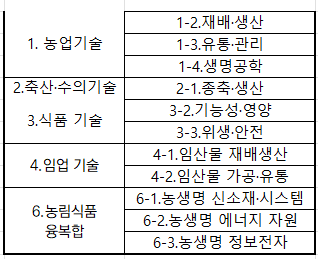 1. 농업기술
1-2.재배·생산
1-3.유통·관리
1-4.생명공학
2.축산·수의기술
2-1.종축·생산
3.식품 기술
3-2.기능성·영양
3-3.위생·안전
4.임업 기술
4-1.임산물 재배생산
4-2.임산물 가공·유통
6.농림식품
융복합
6-1.농생명 신소재·시스템
6-2.농생명 에너지 자원
6-3.농생명 정보전자